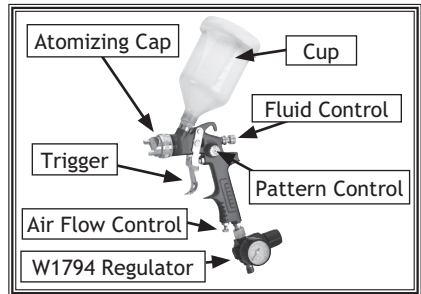 Atomizing Cap
Cup
Fluid Control
Trigger
Pattern Control
Air Flow Control
W1794 Regulator